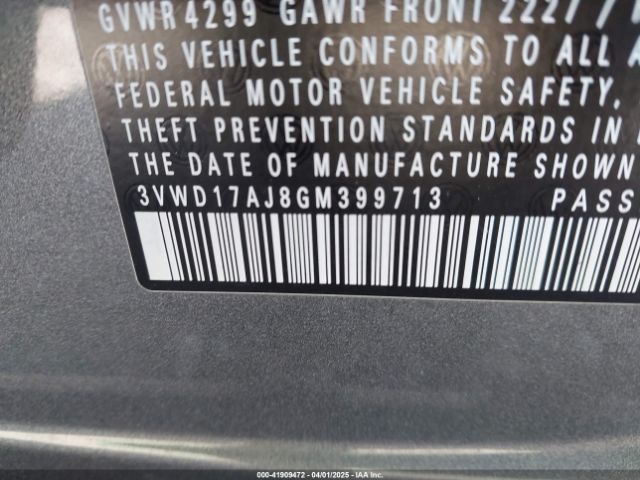 GVWR 4299 GAWR FRONT 2227
THIS VEHICLE CONFORMS TO ALL A
FEDERAL MOTOR VEHICLE SAFETY,
THEFT PREVENTION STANDARDS IN
THE DATE OF MANUFACTURE SHOWN
3VWD17AJ8GM399713 PASS
000-41909472 - 04/01/2025 - IAA Inc.